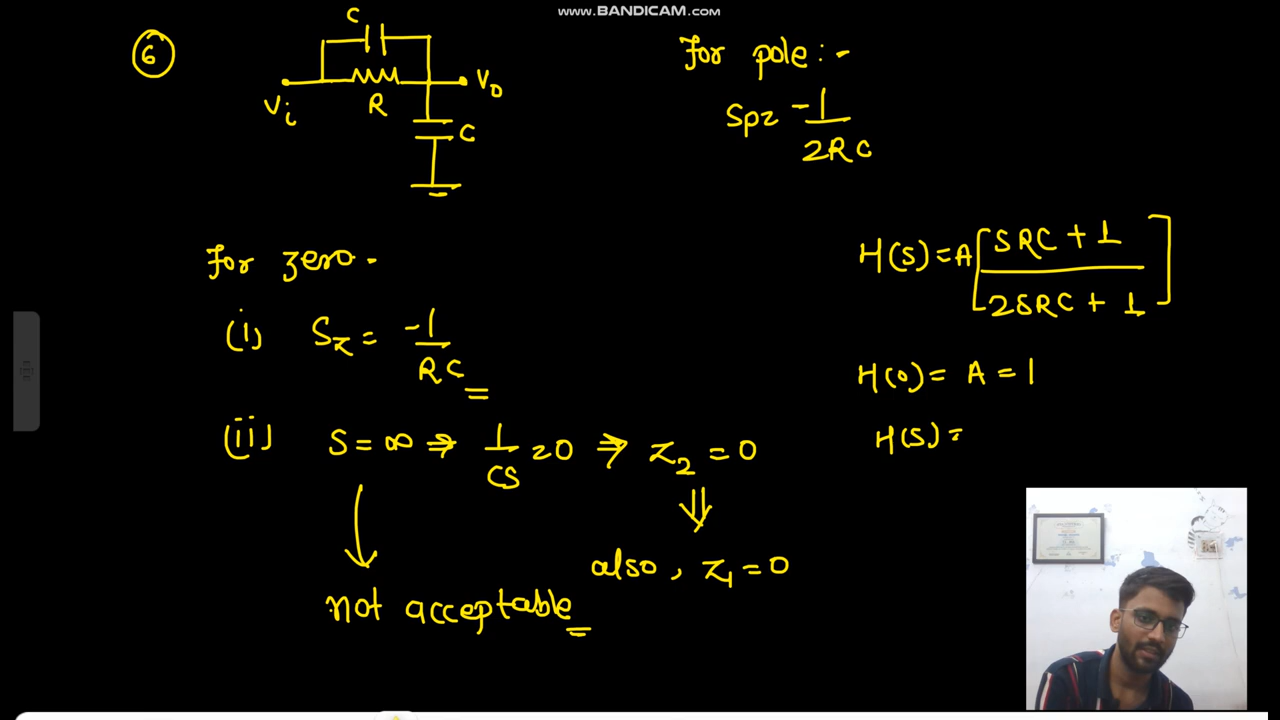 www.BANDICAM.com
6
C
Vi
R
Vo
C
For pole:-
Sp= -1/2RC
For zero.
(i) Sz = -1/RC
(ii) S=∞ ⇒ 1/CS=0 ⇒ Z2=0
not acceptable
also, Z1=0
H(S)=A[SRC+1/2SRC+1]
H(0)= A=1
H(S)=